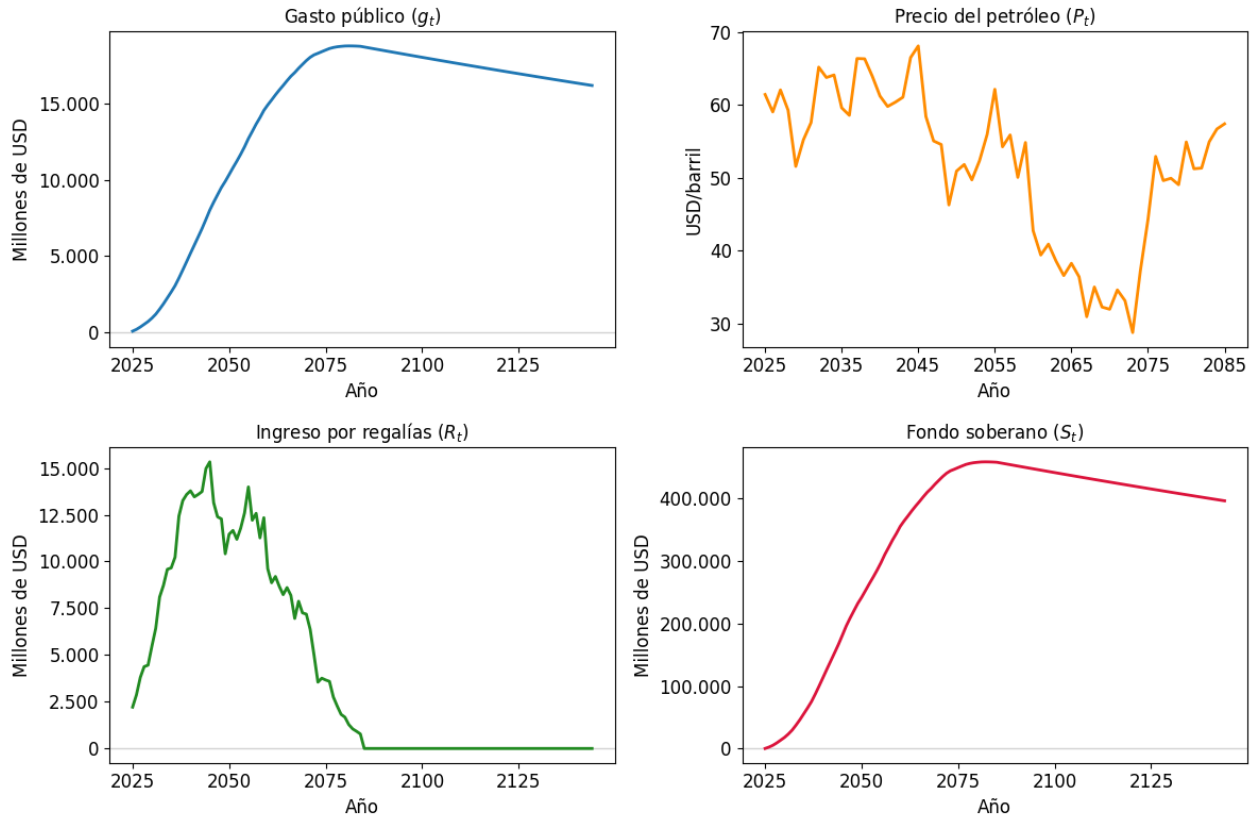 Gasto público (g_t)
Millones de USD
15.000
10.000
5.000
0
2025 2050 2075 2100 2125
Año
Precio del petróleo (P_t)
USD/barril
70
60
50
40
30
2025 2035 2045 2055 2065 2075 2085
Año
Ingreso por regalías (R_t)
Millones de USD
15.000
12.500
10.000
7.500
5.000
2.500
0
2025 2050 2075 2100 2125
Año
Fondo soberano (S_t)
Millones de USD
400.000
300.000
200.000
100.000
0
2025 2050 2075 2100 2125
Año